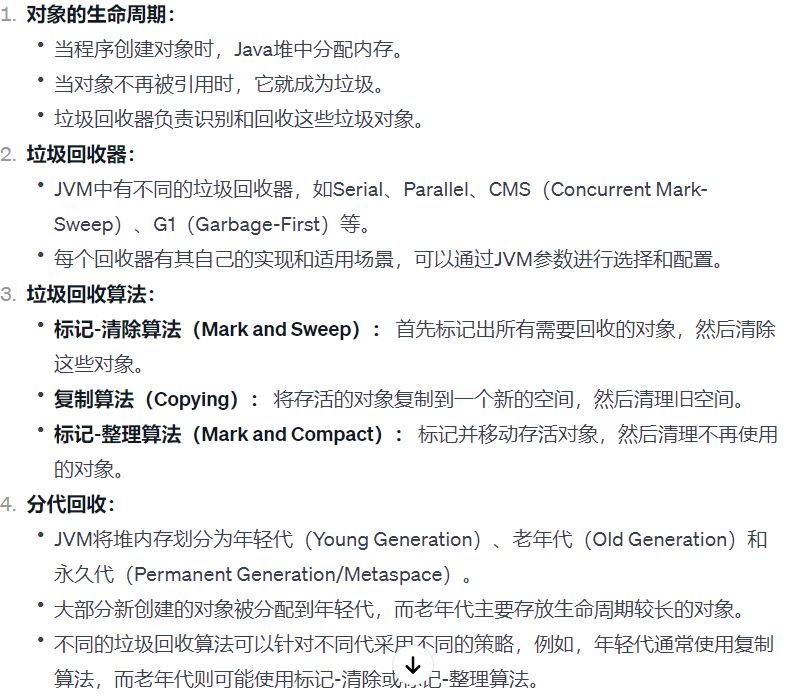 1. 对象的生命周期：
• 当程序创建对象时，Java堆中分配内存。
• 当对象不再被引用时，它就成为垃圾。
• 垃圾回收器负责识别和回收这些垃圾对象。
2. 垃圾回收器：
• JVM中有不同的垃圾回收器，如Serial、Parallel、CMS（Concurrent Mark-
Sweep）、G1（Garbage-First）等。
• 每个回收器有其自己的实现和适用场景，可以通过JVM参数进行选择和配置。
3. 垃圾回收算法：
• 标记-清除算法（Mark and Sweep）： 首先标记出所有需要回收的对象，然后清除
这些对象。
• 复制算法（Copying）： 将存活的对象复制到一个新的空间，然后清理旧空间。
• 标记-整理算法（Mark and Compact）： 标记并移动存活对象，然后清理不再使用
的对象。
4. 分代回收：
• JVM将堆内存划分为年轻代（Young Generation）、老年代（Old Generation）和
永久代（Permanent Generation/Metaspace）。
• 大部分新创建的对象被分配到年轻代，而老年代主要存放生命周期较长的对象。
• 不同的垃圾回收算法可以针对不同代采用不同的策略，例如，年轻代通常使用复制
算法，而老年代则可能使用标记-清除或标记-整理算法。